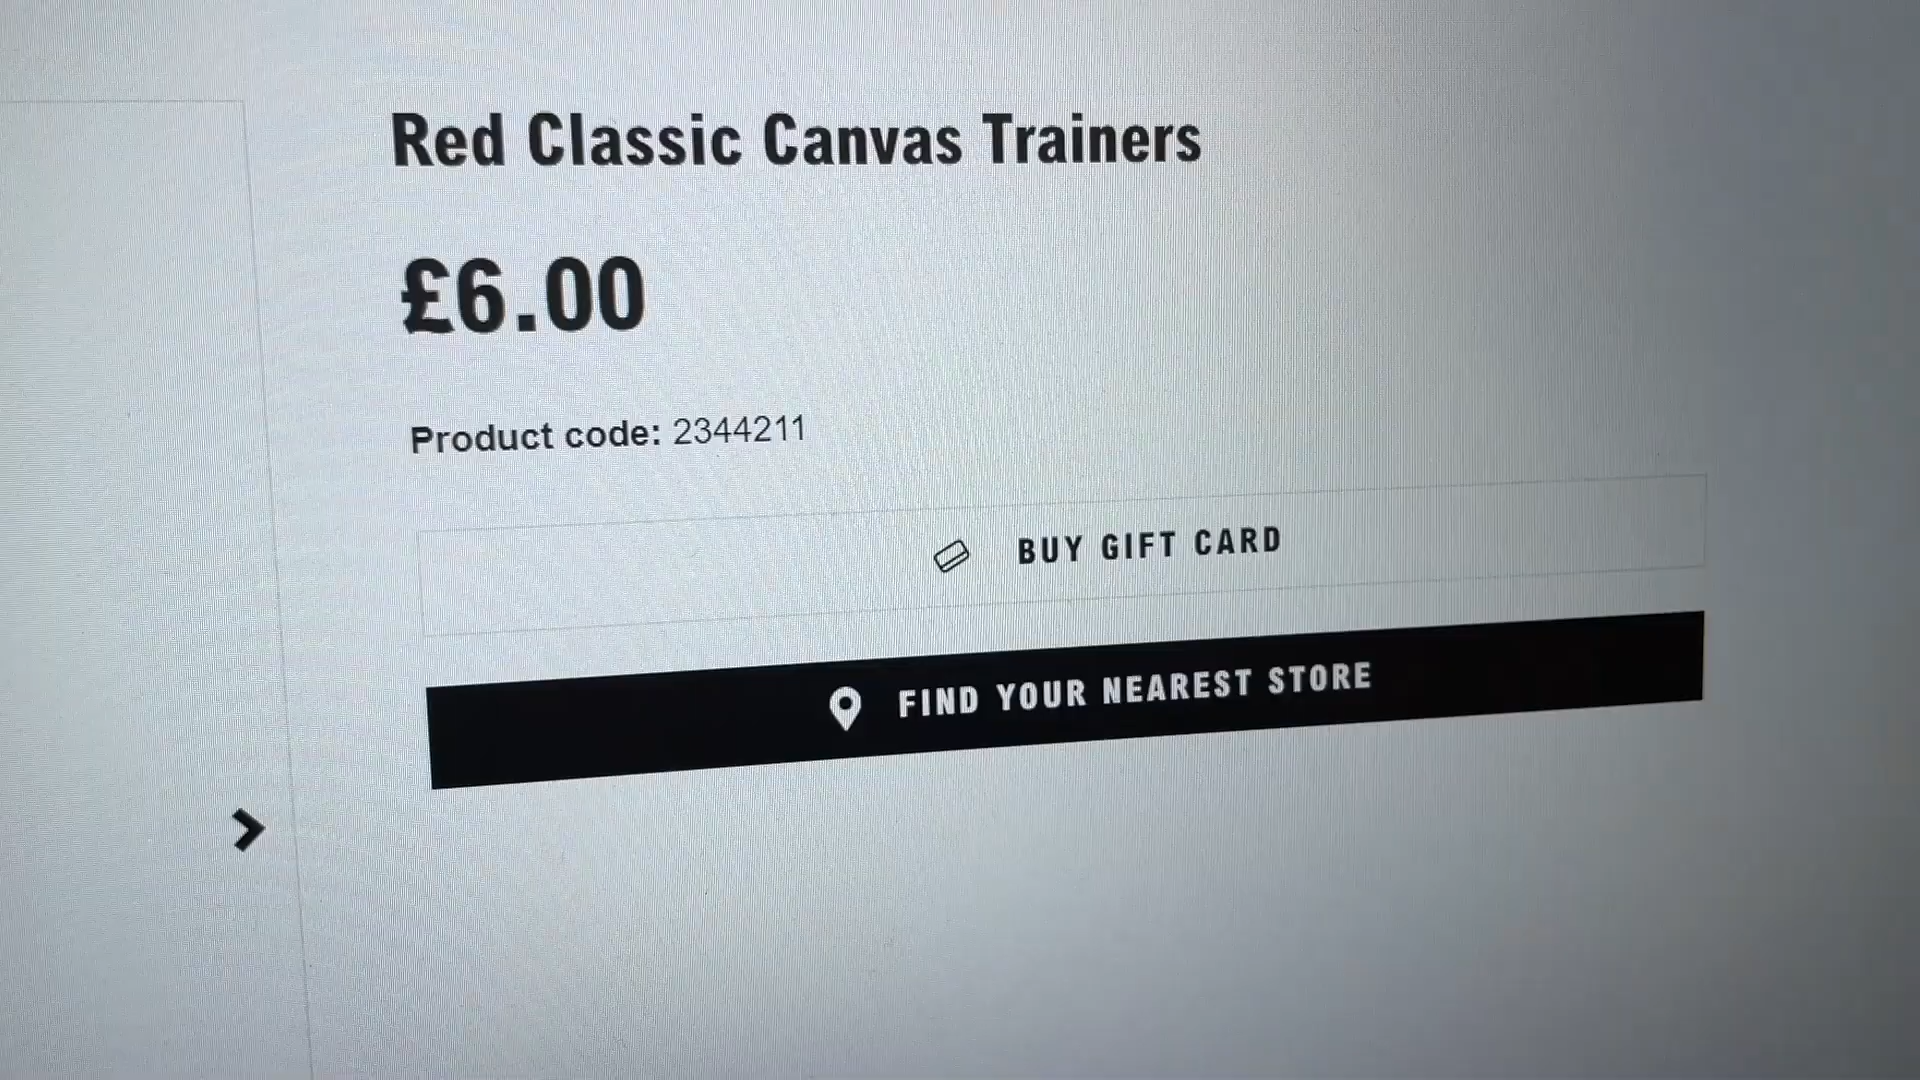 Red Classic Canvas Trainers
£6.00
Product code: 2344211
BUY GIFT CARD
FIND YOUR NEAREST STORE